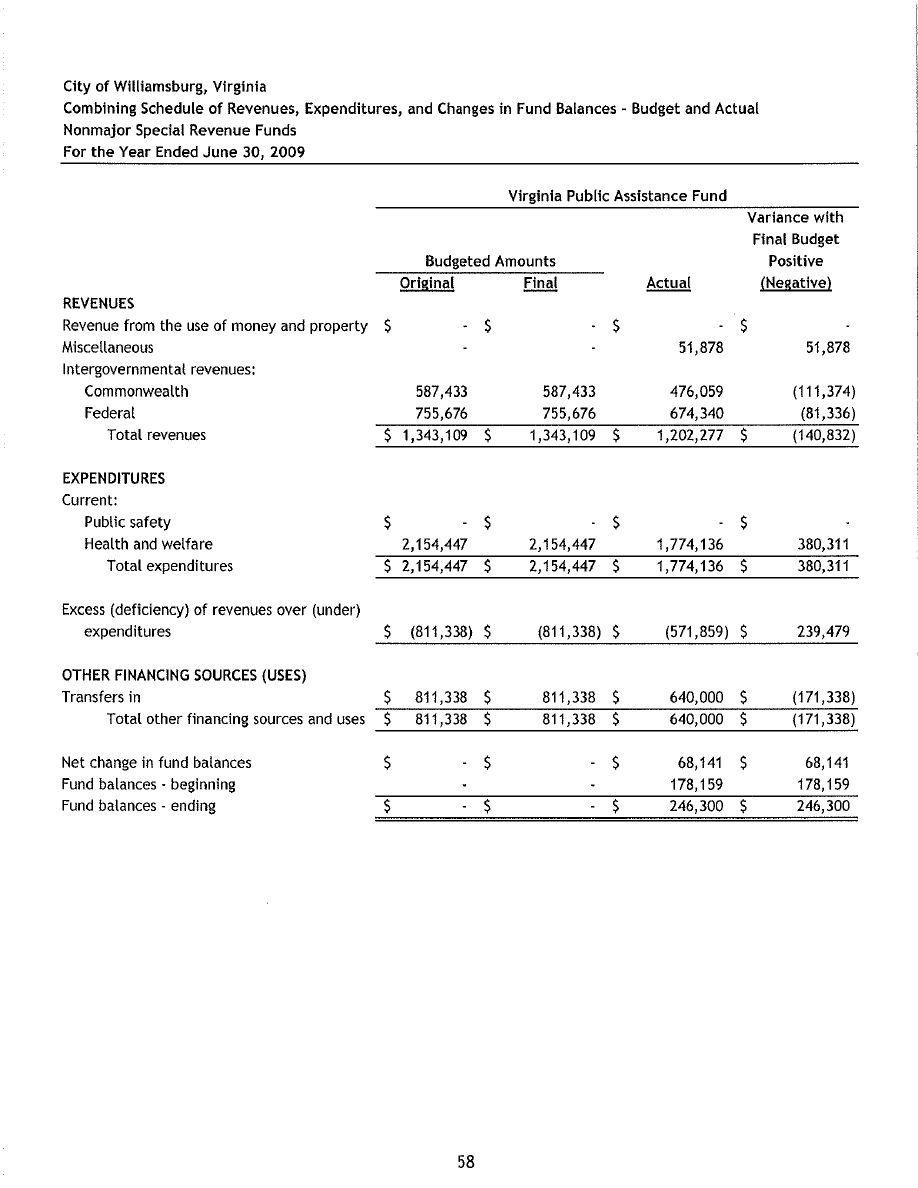 City of Williamsburg, Virginia
Combining Schedule of Revenues, Expenditures, and Changes in Fund Balances - Budget and Actual
Nonmajor Special Revenue Funds
For the Year Ended June 30, 2009
Virginia Public Assistance Fund
Variance with
Final Budget
Budgeted Amounts Positive
Original Final Actual (Negative)
REVENUES
Revenue from the use of money and property $ - $ - $ - $ -
Miscellaneous - - 51,878 51,878
Intergovernmental revenues:
Commonwealth 587,433 587,433 476,059 (111,374)
Federal 755,676 755,676 674,340 (81,336)
Total revenues $ 1,343,109 $ 1,343,109 $ 1,202,277 $ (140,832)
EXPENDITURES
Current:
Public safety $ - $ - $ - $ -
Health and welfare 2,154,447 2,154,447 1,774,136 380,311
Total expenditures $ 2,154,447 $ 2,154,447 $ 1,774,136 $ 380,311
Excess (deficiency) of revenues over (under)
expenditures $ (811,338) $ (811,338) $ (571,859) $ 239,479
OTHER FINANCING SOURCES (USES)
Transfers in $ 811,338 $ 811,338 $ 640,000 $ (171,338)
Total other financing sources and uses $ 811,338 $ 811,338 $ 640,000 $ (171,338)
Net change in fund balances $ - $ - $ 68,141 $ 68,141
Fund balances - beginning - - 178,159 178,159
Fund balances - ending $ - $ - $ 246,300 $ 246,300
58